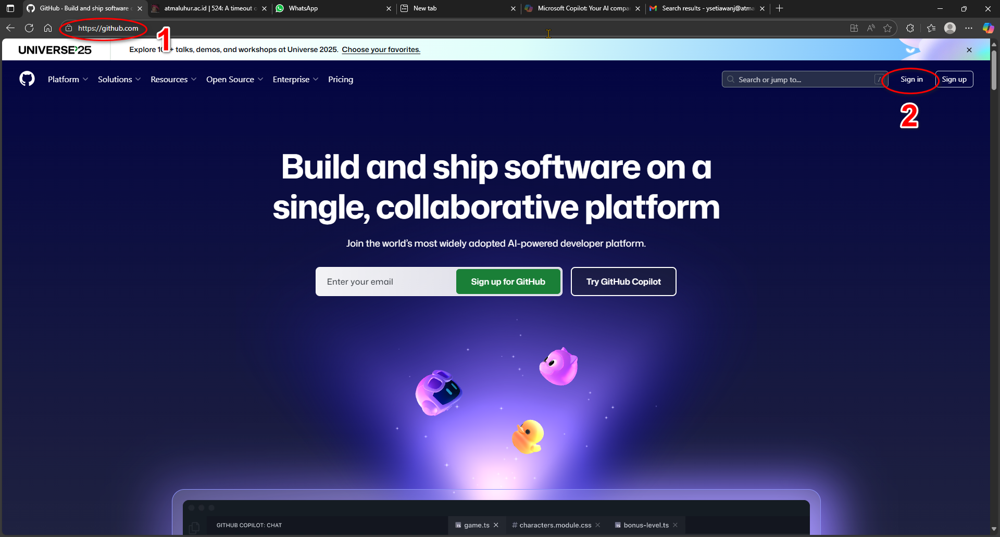 GitHub · Build and ship software
atmaluhur.ac.id | 524: A timeout
WhatsApp
New tab
Microsoft Copilot: Your AI
Search results - ysetiawanj@atma
https://github.com
1
UNIVERSE'25
Explore talks, demos, and workshops at Universe 2025. Choose your favorites.
Platform
Solutions
Resources
Open Source
Enterprise
Pricing
Search or jump to...
/
Sign in
Sign up
2
Build and ship software on a
single, collaborative platform
Join the world's most widely adopted AI-powered developer platform.
Enter your email
Sign up for GitHub
Try GitHub Copilot
GITHUB COPILOT: CHAT
TS game.ts
# characters.module.css
TS bonus-level.ts